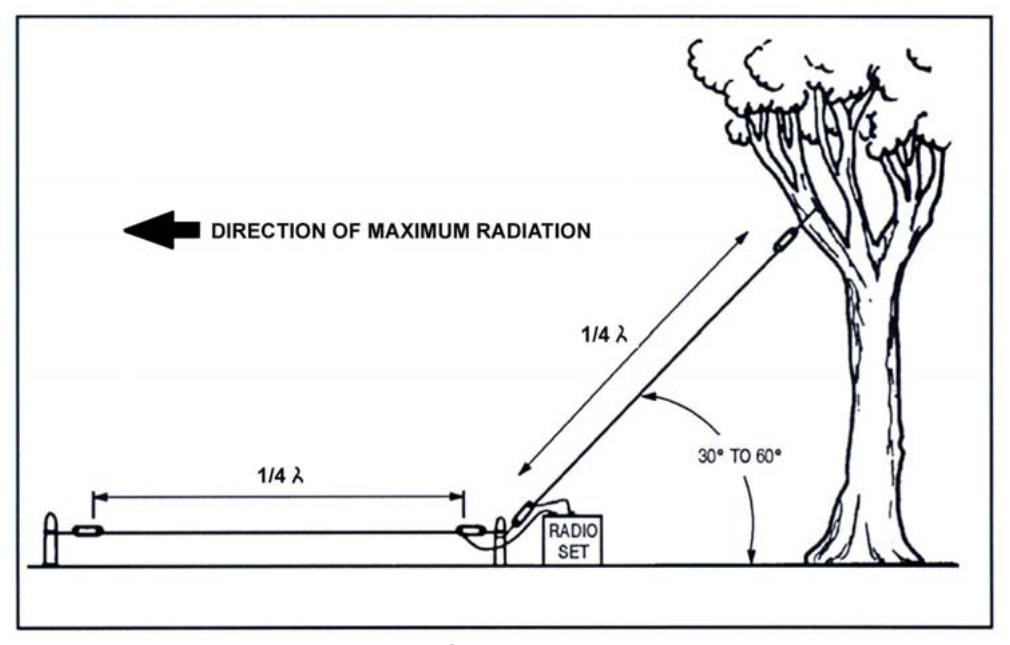 DIRECTION OF MAXIMUM RADIATION
1/4 λ
30° TO 60°
1/4 λ
RADIO
SET